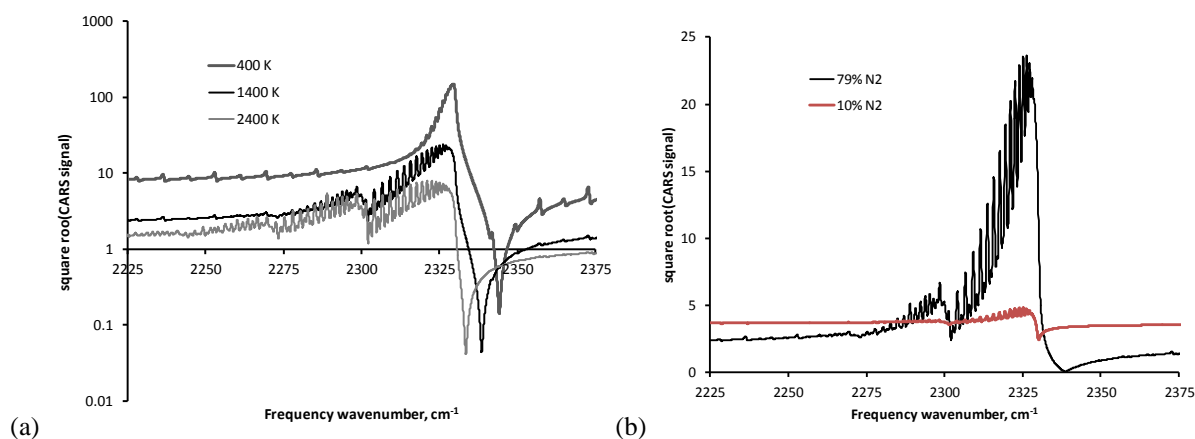 1000
100
10
1
0.1
0.01
2225 2250 2275 2300 2325 2350 2375
square roo(CARS signal)
Frequency wavenumber, cm-1
400 K
1400 K
2400 K
(a)
25
20
15
10
5
0
2225 2250 2275 2300 2325 2350 2375
square root(CARS signal)
Frequency wavenumber, cm-1
79% N2
10% N2
(b)